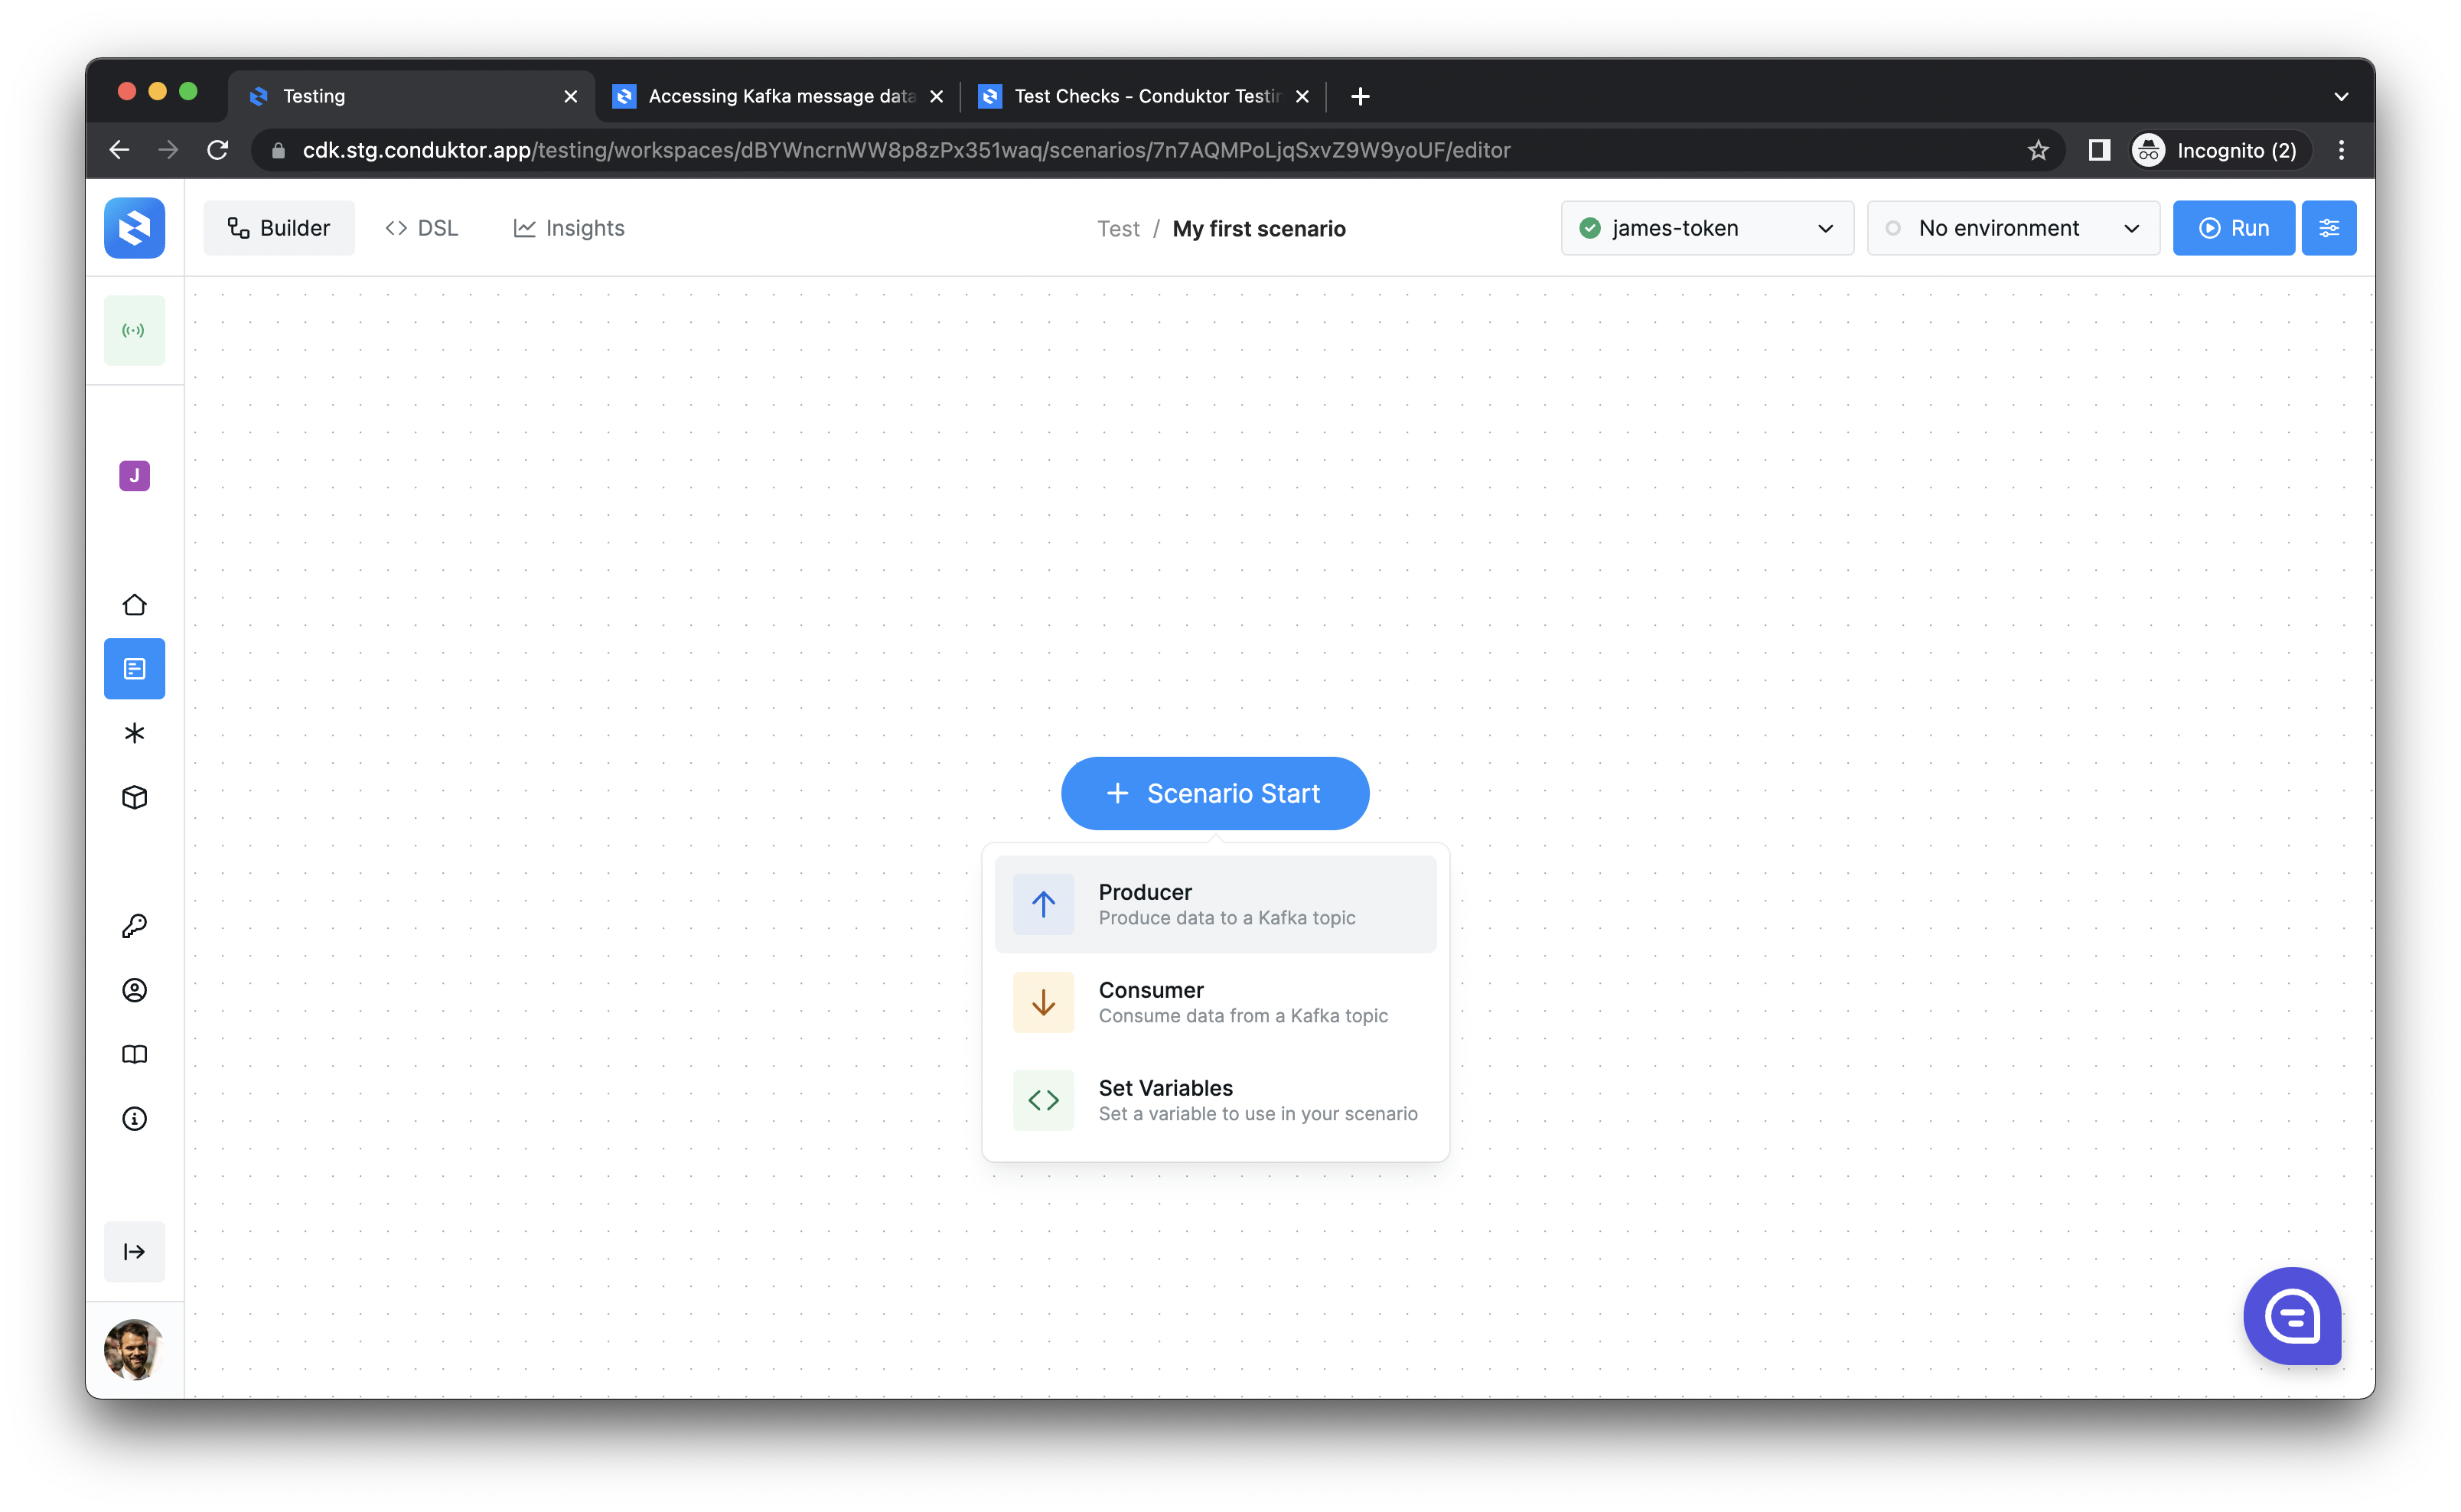 Testing
Accessing Kafka message data
Test Checks - Conduktor Testin
cdk.stg.conduktor.app/testing/workspaces/dBYWncrnWW8p8zPx351waq/scenarios/7n7AQMPoLjqSxvZ9W9yoUF/editor
Incognito (2)
Builder
DSL
Insights
Test / My first scenario
james-token
No environment
Run
J
+ Scenario Start
Producer
Produce data to a Kafka topic
Consumer
Consume data from a Kafka topic
Set Variables
Set a variable to use in your scenario